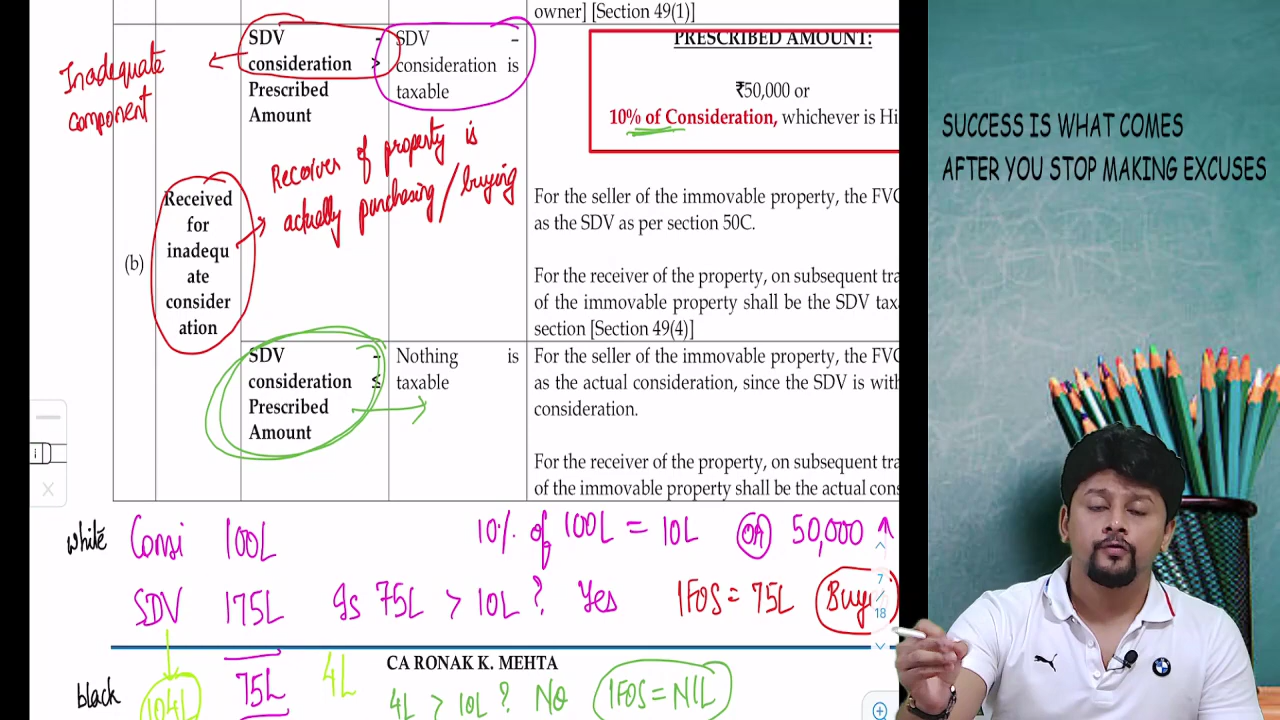 owner] [Section 49(1)]
SDV -
consideration >
Prescribed
Amount
SDV -
consideration is
taxable
PRESCRIBED AMOUNT:
₹50,000 or
10% of Consideration, whichever is Hi
Inadequate
component
Receiver of property is
actually purchasing/buying
(b)
Received
for
inadequ
ate
consider
ation
For the seller of the immovable property, the FVC
as the SDV as per section 50C.
For the receiver of the property, on subsequent tra
of the immovable property shall be the SDV tax
section [Section 49(4)]
SDV -
consideration ≤
Prescribed
Amount
Nothing is
taxable
For the seller of the immovable property, the FVC
as the actual consideration, since the SDV is with
consideration.
For the receiver of the property, on subsequent tra
of the immovable property shall be the actual cons
white Consi 100L 10% of 100L = 10L OR 50,000 ↑
SDV 175L Is 75L > 10L ? Yes IFOS = 75L Buy
7
/
18
CA RONAK K. MEHTA
black 104L 75L 4L 4L > 10L ? No IFOS = NIL
SUCCESS IS WHAT COMES
AFTER YOU STOP MAKING EXCUSES